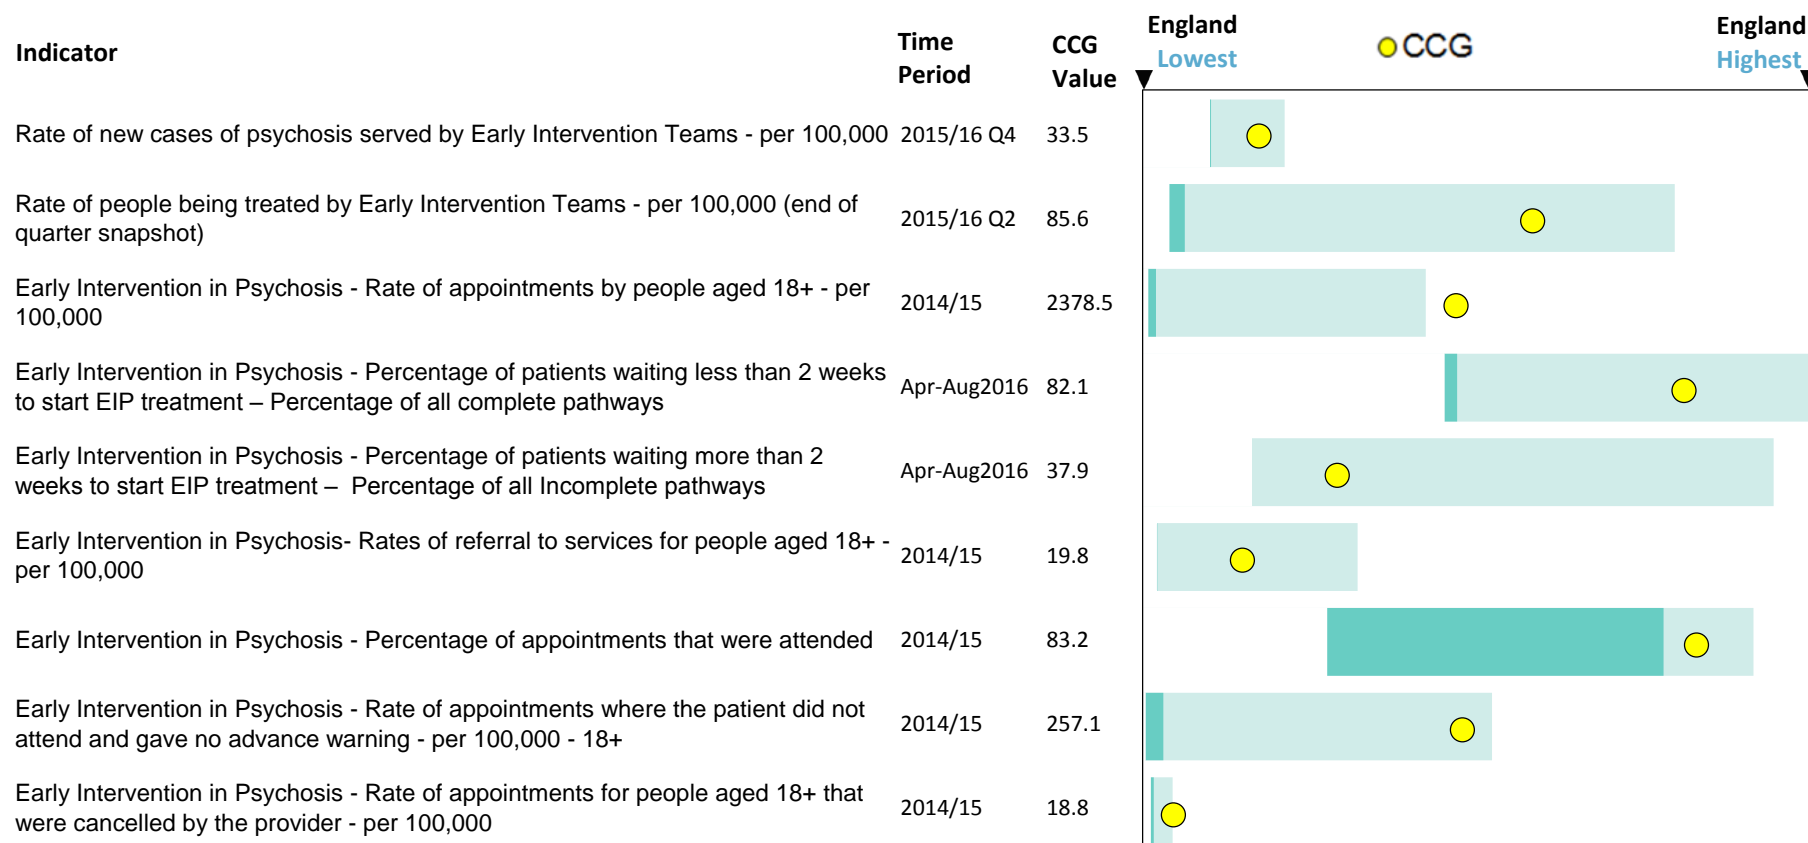 Indicator
Time
Period
CCG
Value
England
Lowest
CCG
England
Highest
Rate of new cases of psychosis served by Early Intervention Teams - per 100,000 2015/16 Q4 33.5
Rate of people being treated by Early Intervention Teams - per 100,000 (end of
quarter snapshot)
2015/16 Q2 85.6
Early Intervention in Psychosis - Rate of appointments by people aged 18+ - per
100,000
2014/15 2378.5
Early Intervention in Psychosis - Percentage of patients waiting less than 2 weeks
to start EIP treatment – Percentage of all complete pathways
Apr-Aug2016 82.1
Early Intervention in Psychosis - Percentage of patients waiting more than 2
weeks to start EIP treatment – Percentage of all Incomplete pathways
Apr-Aug2016 37.9
Early Intervention in Psychosis- Rates of referral to services for people aged 18+ -
per 100,000
2014/15 19.8
Early Intervention in Psychosis - Percentage of appointments that were attended 2014/15 83.2
Early Intervention in Psychosis - Rate of appointments where the patient did not
attend and gave no advance warning - per 100,000 - 18+
2014/15 257.1
Early Intervention in Psychosis - Rate of appointments for people aged 18+ that
were cancelled by the provider - per 100,000
2014/15 18.8